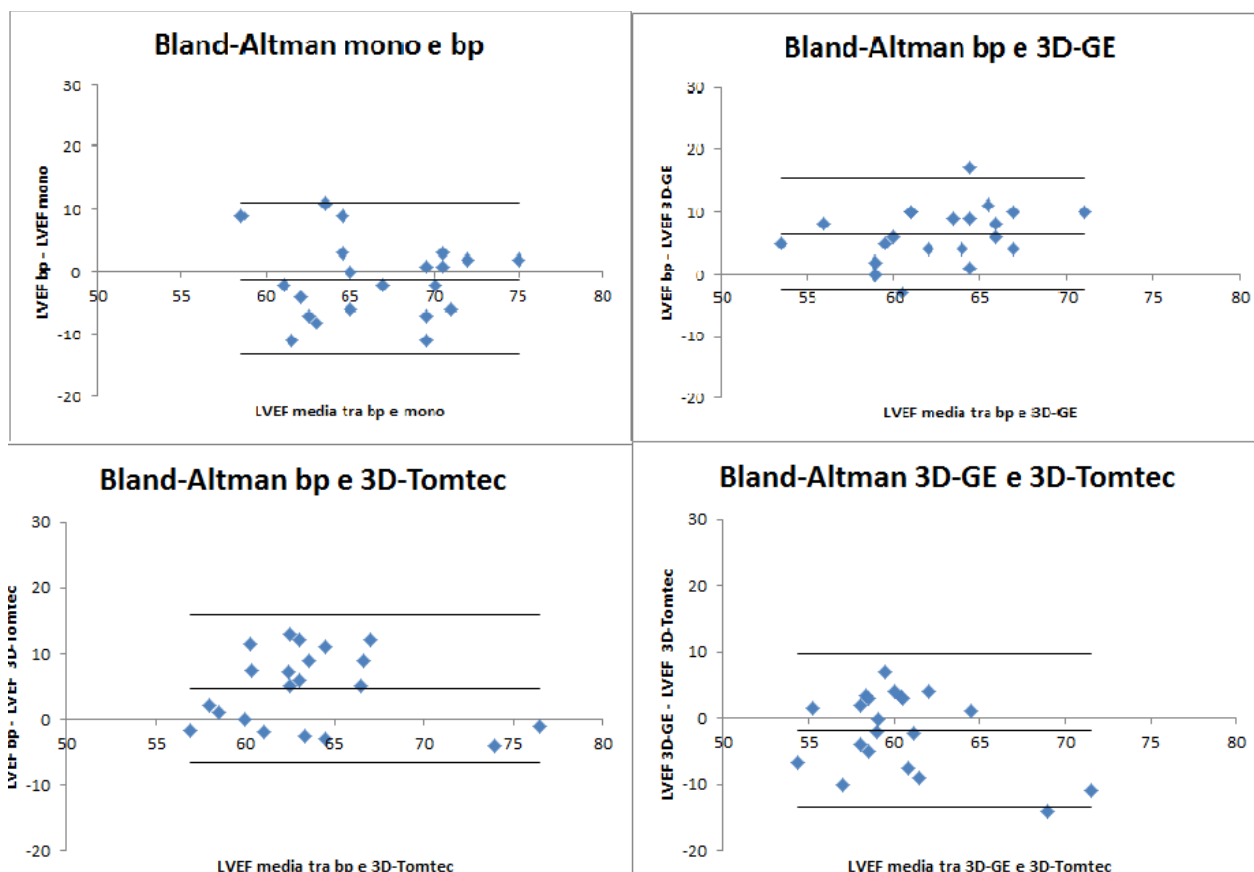 Bland-Altman mono e bp
30
20
10
0
-10
-20
50 55 60 65 70 75 80
LVEF bp - LVEF mono
LVEF media tra bp e mono
Bland-Altman bp e 3D-GE
30
20
10
0
-10
-20
50 55 60 65 70 75 80
LVEF bp - LVEF 3D-GE
LVEF media tra bp e 3D-GE
Bland-Altman bp e 3D-Tomtec
30
20
10
0
-10
-20
50 55 60 65 70 75 80
LVEF bp - LVEF 3D-Tomtec
LVEF media tra bp e 3D-Tomtec
Bland-Altman 3D-GE e 3D-Tomtec
30
20
10
0
-10
-20
50 55 60 65 70 75 80
LVEF 3D-GE - LVEF 3D-Tomtec
LVEF media tra 3D-GE e 3D-Tomtec